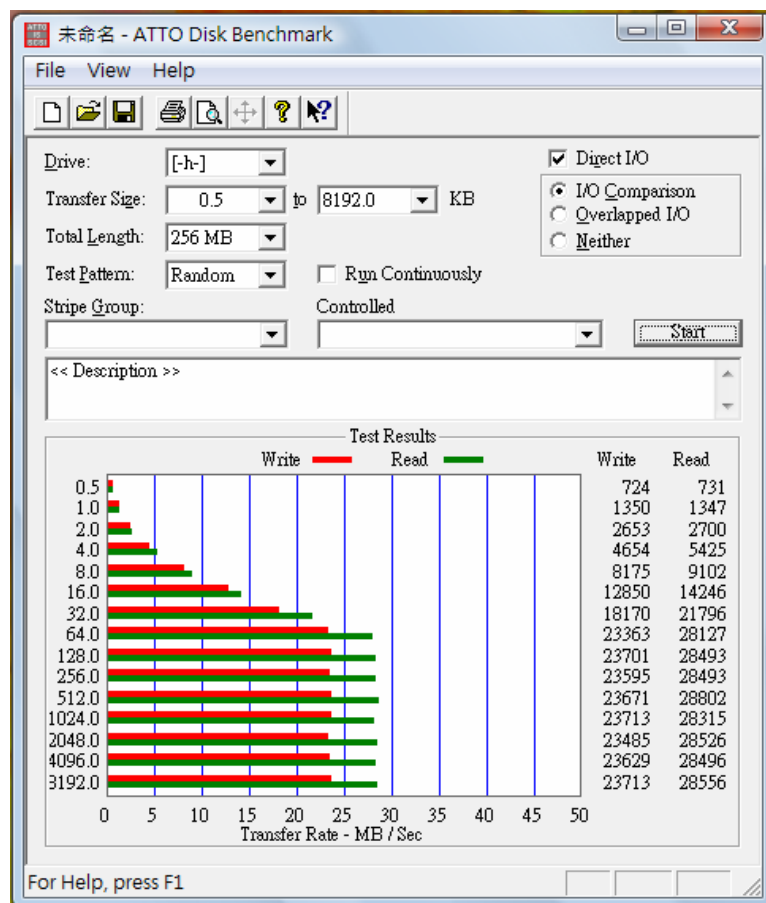 未命名 - ATTO Disk Benchmark
File View Help
Drive: [-h-] Direct I/O
Transfer Size: 0.5 to 8192.0 KB
I/O Comparison
Overlapped I/O
Neither
Total Length: 256 MB
Test Pattern: Random Run Continuously
Stripe Group: Controlled
Start
<< Description >>
Test Results
Write Read Write Read
0.5 724 731
1.0 1350 1347
2.0 2653 2700
4.0 4654 5425
8.0 8175 9102
16.0 12850 14246
32.0 18170 21796
64.0 23363 28127
128.0 23701 28493
256.0 23595 28493
512.0 23671 28802
1024.0 23713 28315
2048.0 23485 28526
4096.0 23629 28496
8192.0 23713 28556
0 5 10 15 20 25 30 35 40 45 50
Transfer Rate - MB / Sec
For Help, press F1